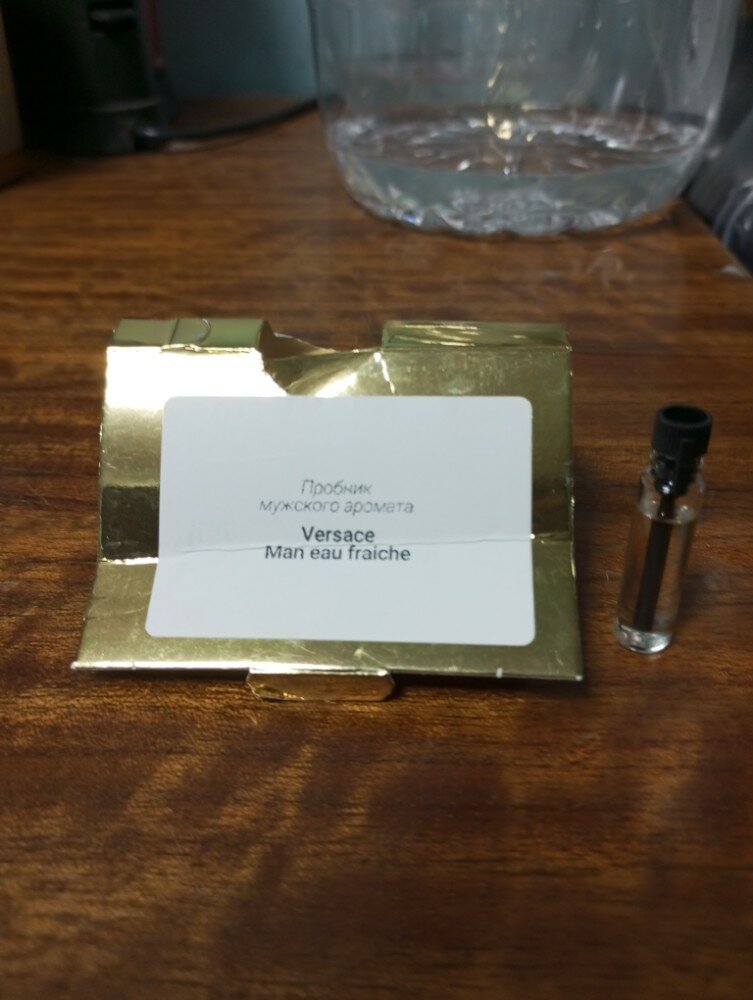 Пробник
мужского аромата
Versace
Man eau fraiche